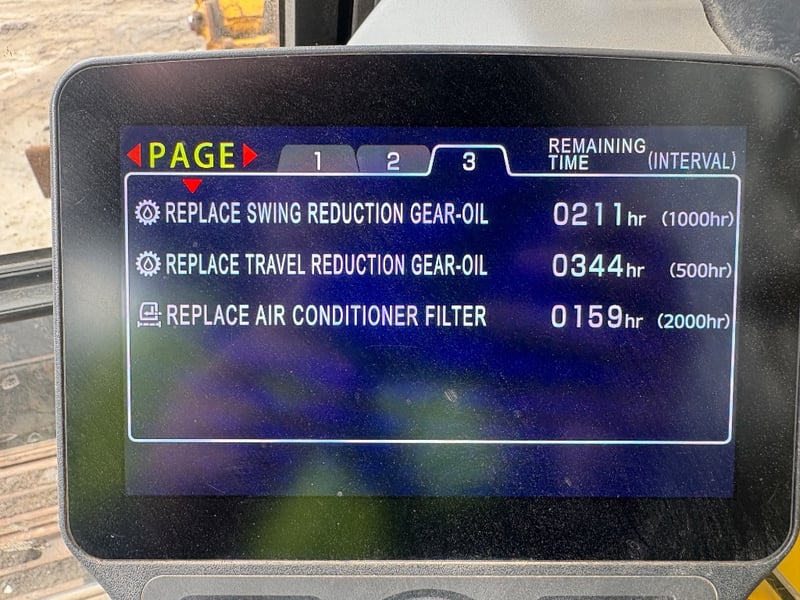 PAGE 1 2 3 REMAINING TIME (INTERVAL)
REPLACE SWING REDUCTION GEAR-OIL 0211hr (1000hr)
REPLACE TRAVEL REDUCTION GEAR-OIL 0344hr (500hr)
REPLACE AIR CONDITIONER FILTER 0159hr (2000hr)